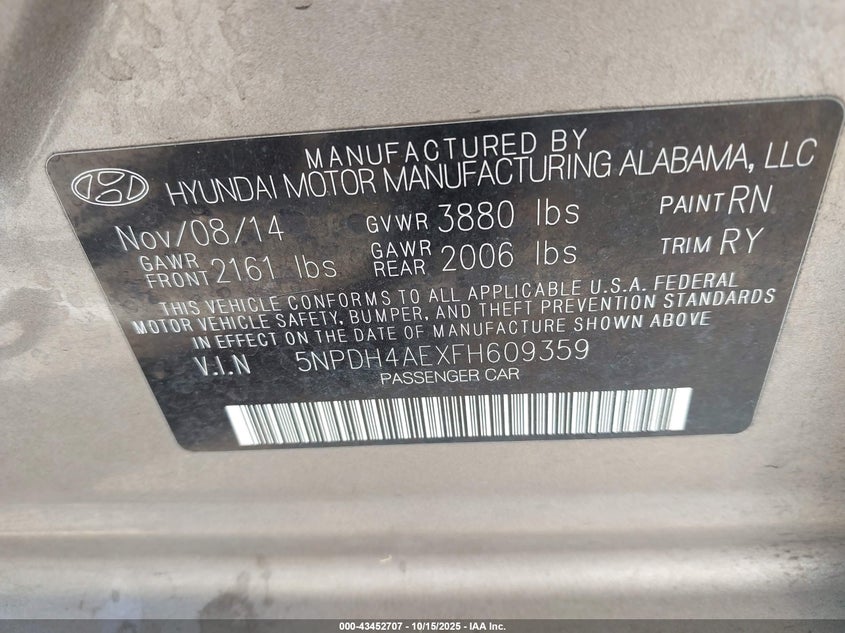 MANUFACTURED BY
HYUNDAI MOTOR MANUFACTURING ALABAMA, LLC
Nov/08/14 GVWR 3880 lbs PAINT RN
GAWR FRONT 2161 lbs GAWR REAR 2006 lbs TRIM RY
THIS VEHICLE CONFORMS TO ALL APPLICABLE U.S.A. FEDERAL
MOTOR VEHICLE SAFETY, BUMPER, AND THEFT PREVENTION STANDARDS
IN EFFECT ON THE DATE OF MANUFACTURE SHOWN ABOVE
V.I.N 5NPDH4AEXFH609359
PASSENGER CAR
000-43452707 - 10/15/2025 - IAA Inc.